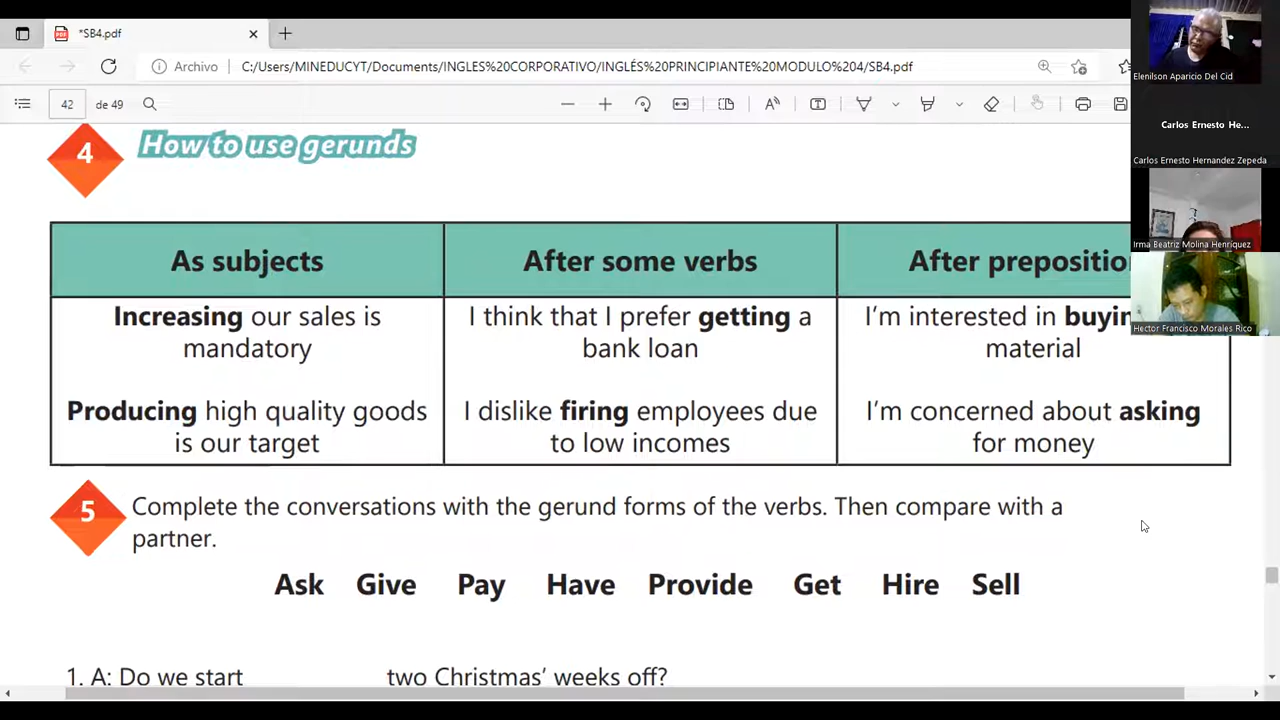 *SB4.pdf
Archivo C:/Users/MINEDUCYT/Documents/INGLES%20CORPORATIVO/INGLÉS%20PRINCIPIANTE%20MODULO%204/SB4.pdf
42 de 49
Elenilson Aparicio Del Cid
Carlos Ernesto He...
Carlos Ernesto Hernandez Zepeda
Irma Beatriz Molina Henríquez
Hector Francisco Morales Rico
4 How to use gerunds
As subjects After some verbs After prepositio
Increasing our sales is
mandatory
Producing high quality goods
is our target
I think that I prefer getting a
bank loan
I dislike firing employees due
to low incomes
I'm interested in buyin
material
I'm concerned about asking
for money
5 Complete the conversations with the gerund forms of the verbs. Then compare with a
partner.
Ask Give Pay Have Provide Get Hire Sell
1. A: Do we start two Christmas' weeks off?